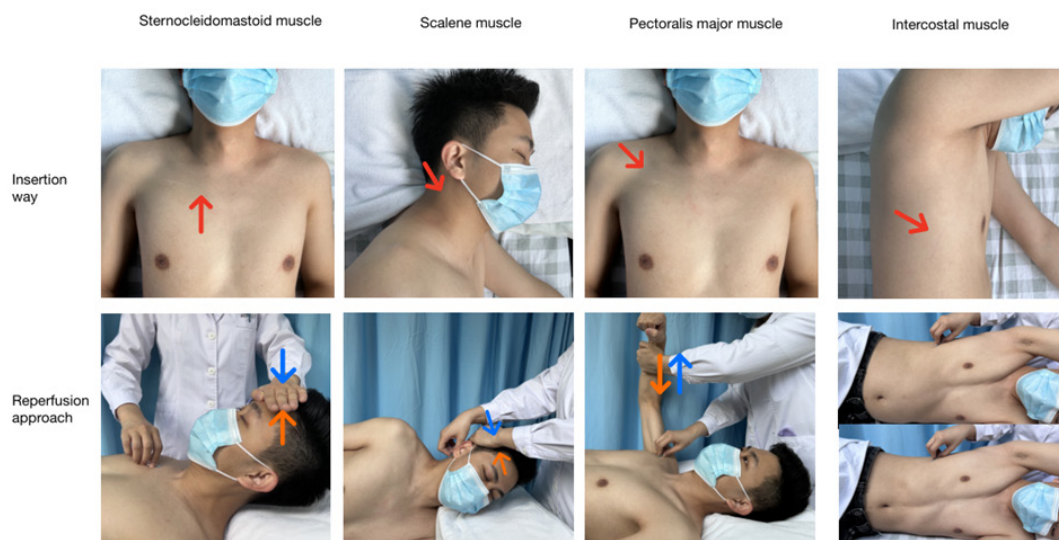 Sternocleidomastoid muscle
Scalene muscle
Pectoralis major muscle
Intercostal muscle
Insertion
way
Reperfusion
approach